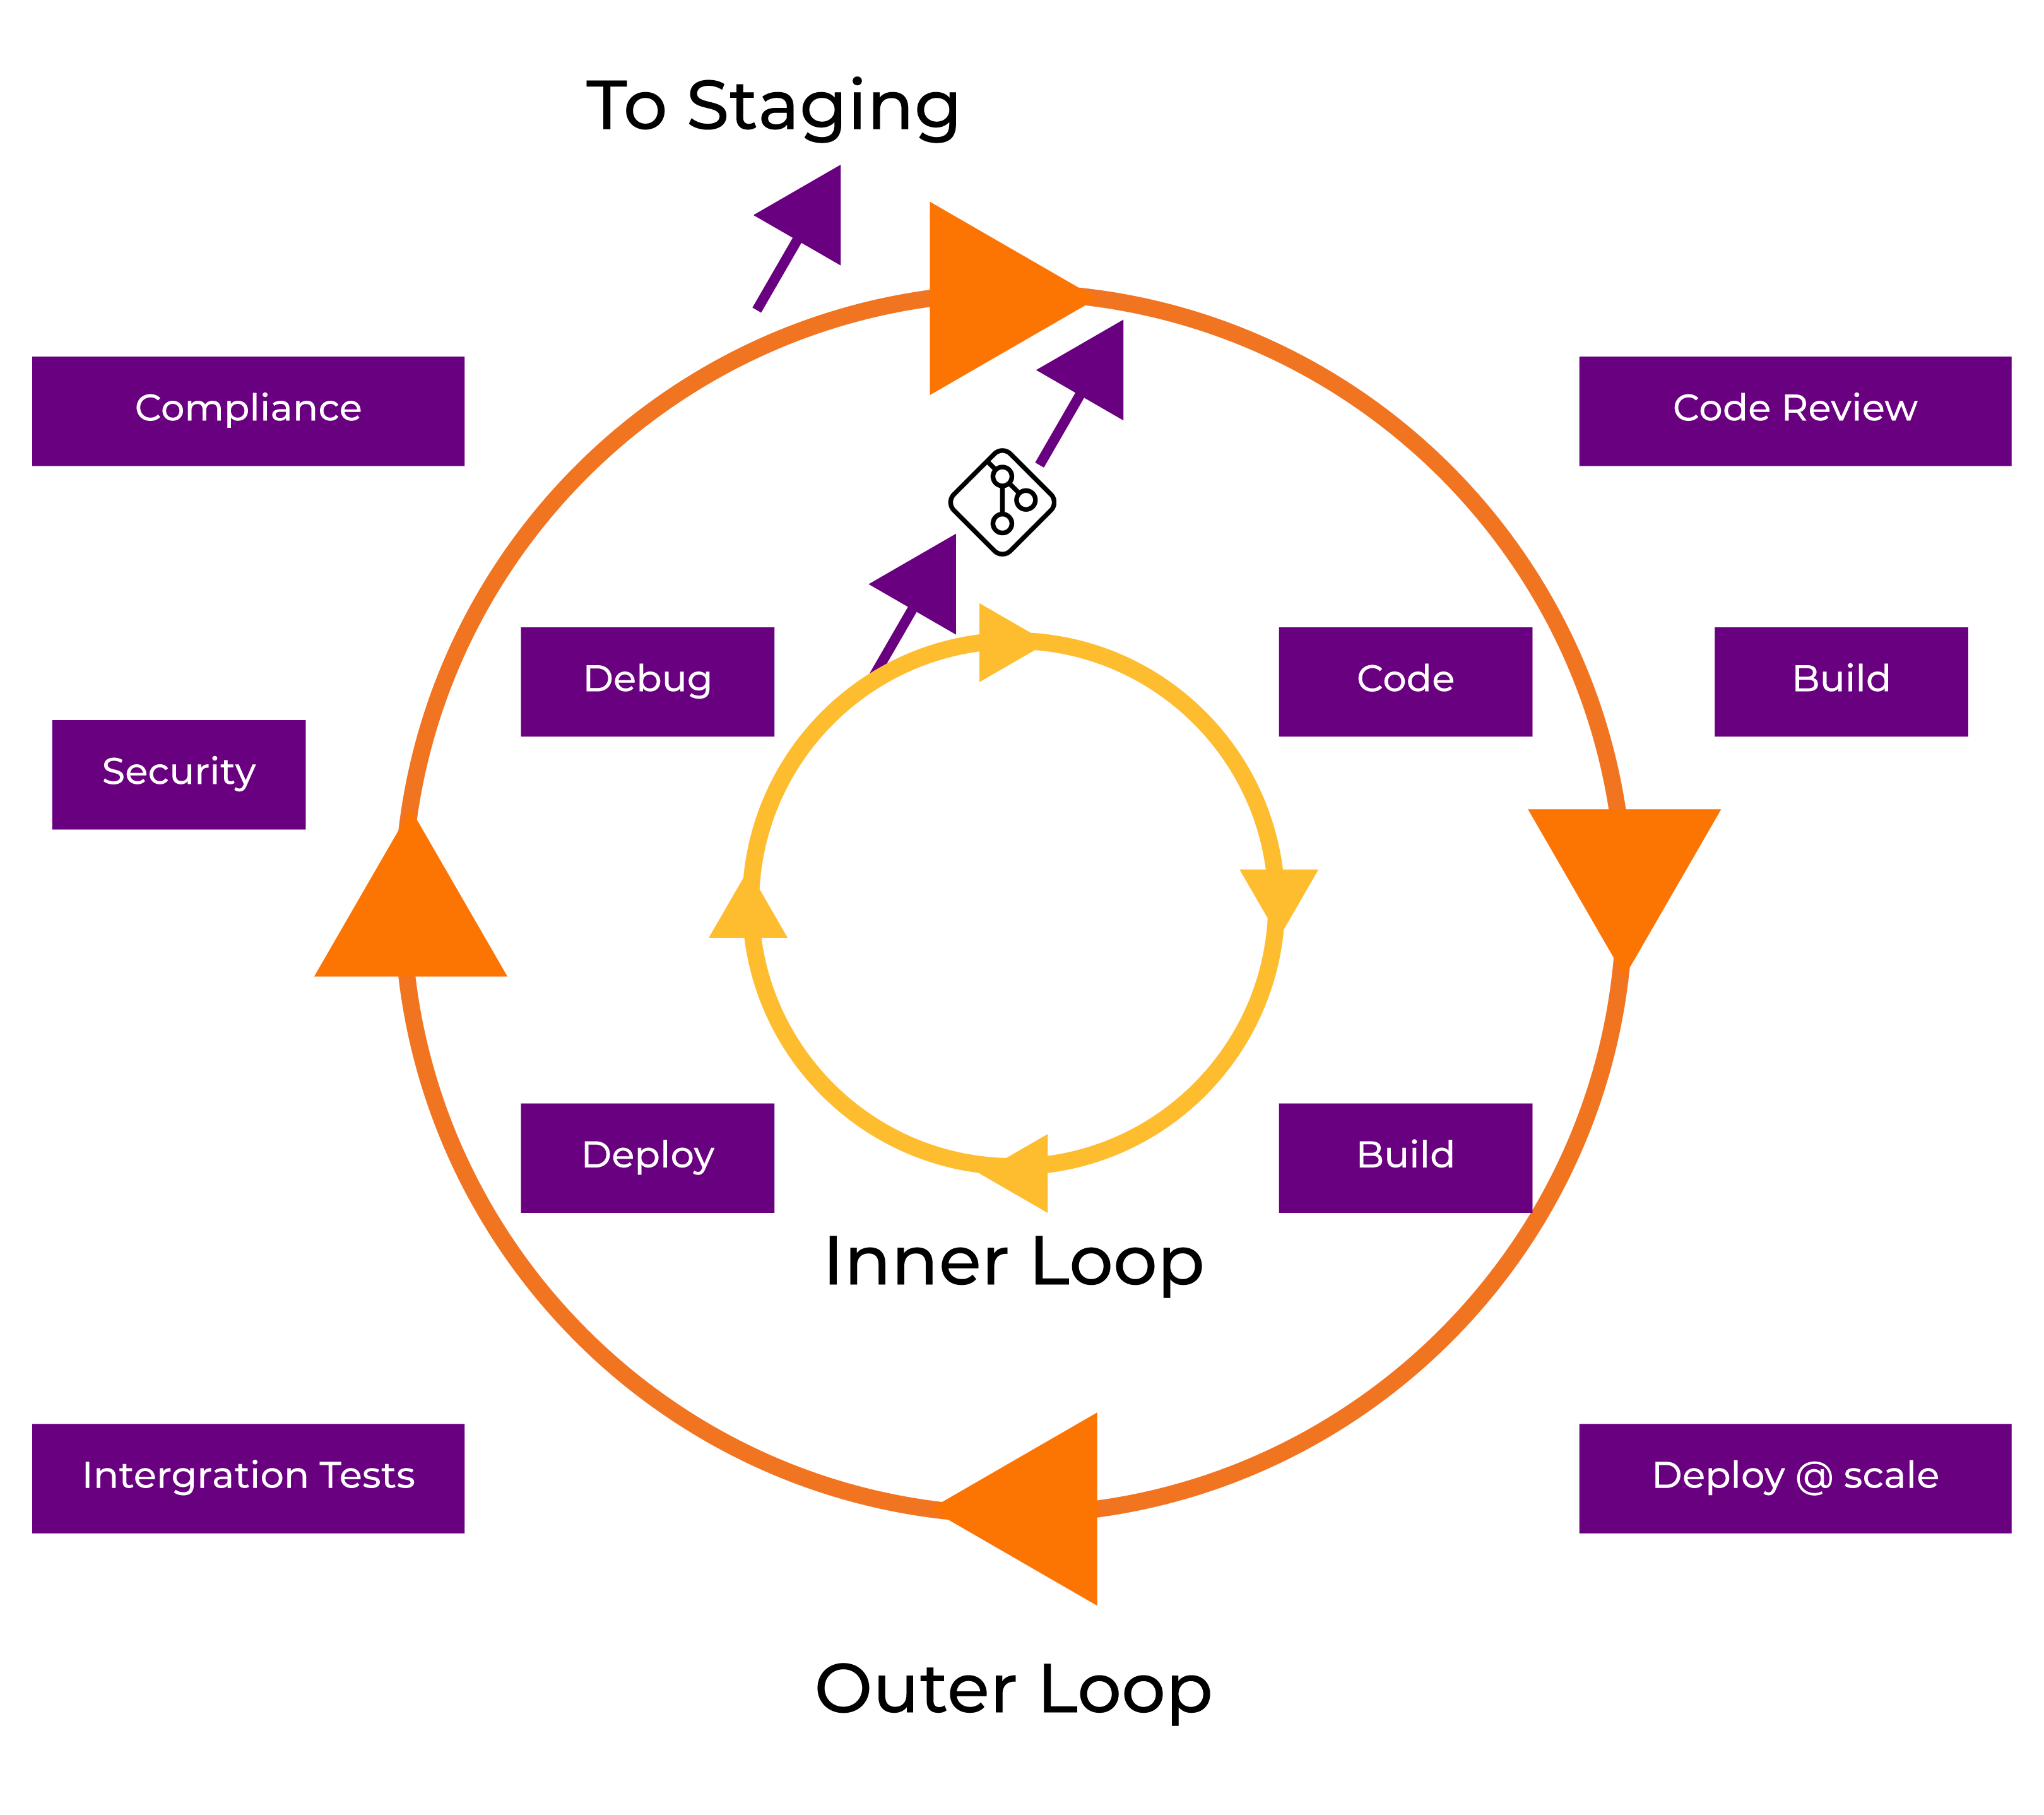 To Staging
Compliance
Code Review
Debug
Code
Build
Security
Deploy
Build
Inner Loop
Intergration Tests
Deploy @ scale
Outer Loop